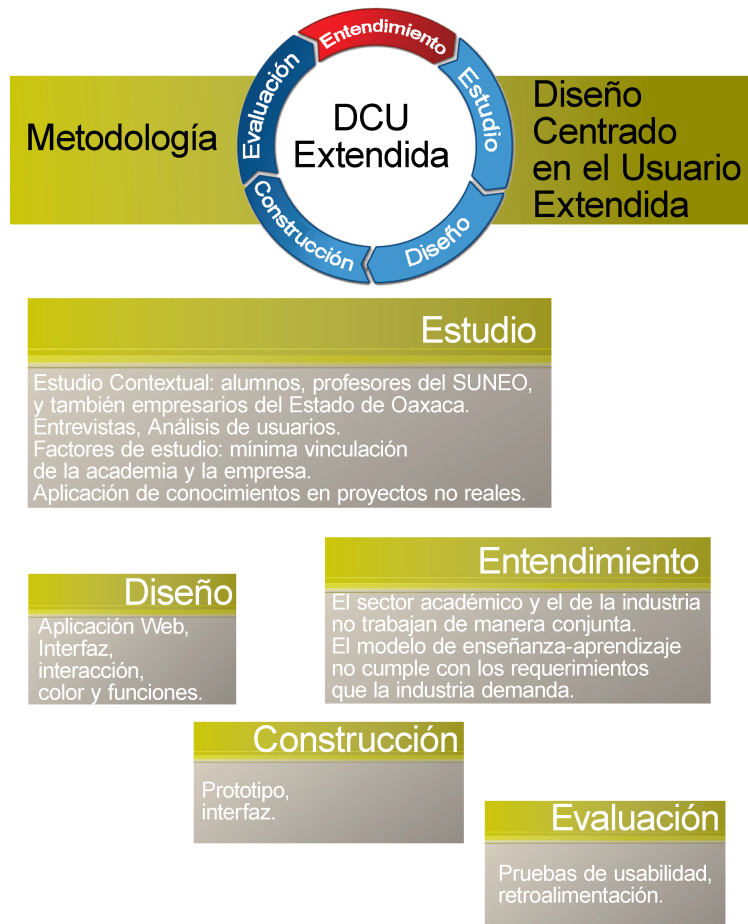 Metodología
Entendimiento
Estudio
Diseño
Construcción
Evaluación
DCU
Extendida
Diseño
Centrado
en el Usuario
Extendida
Estudio
Estudio Contextual: alumnos, profesores del SUNEO,
y también empresarios del Estado de Oaxaca.
Entrevistas, Análisis de usuarios.
Factores de estudio: mínima vinculación
de la academia y la empresa.
Aplicación de conocimientos en proyectos no reales.
Entendimiento
El sector académico y el de la industria
no trabajan de manera conjunta.
El modelo de enseñanza-aprendizaje
no cumple con los requerimientos
que la industria demanda.
Diseño
Aplicación Web,
Interfaz,
interacción,
color y funciones.
Construcción
Prototipo,
interfaz.
Evaluación
Pruebas de usabilidad,
retroalimentación.